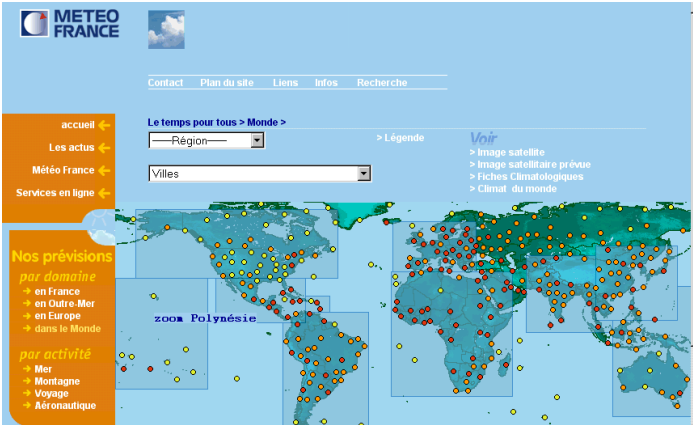 METEO
FRANCE
Contact Plan du site Liens Infos Recherche
accueil
Les actus
Météo France
Services en ligne
Le temps pour tous > Monde >
-----Région-----
Villes
> Légende
Voir
> Image satellite
> Image satellitaire prévue
> Fiches Climatologiques
> Climat du monde
Nos prévisions
par domaine
en France
en Outre-Mer
en Europe
dans le Monde
par activité
Mer
Montagne
Voyage
Aéronautique
zoom Polynésie